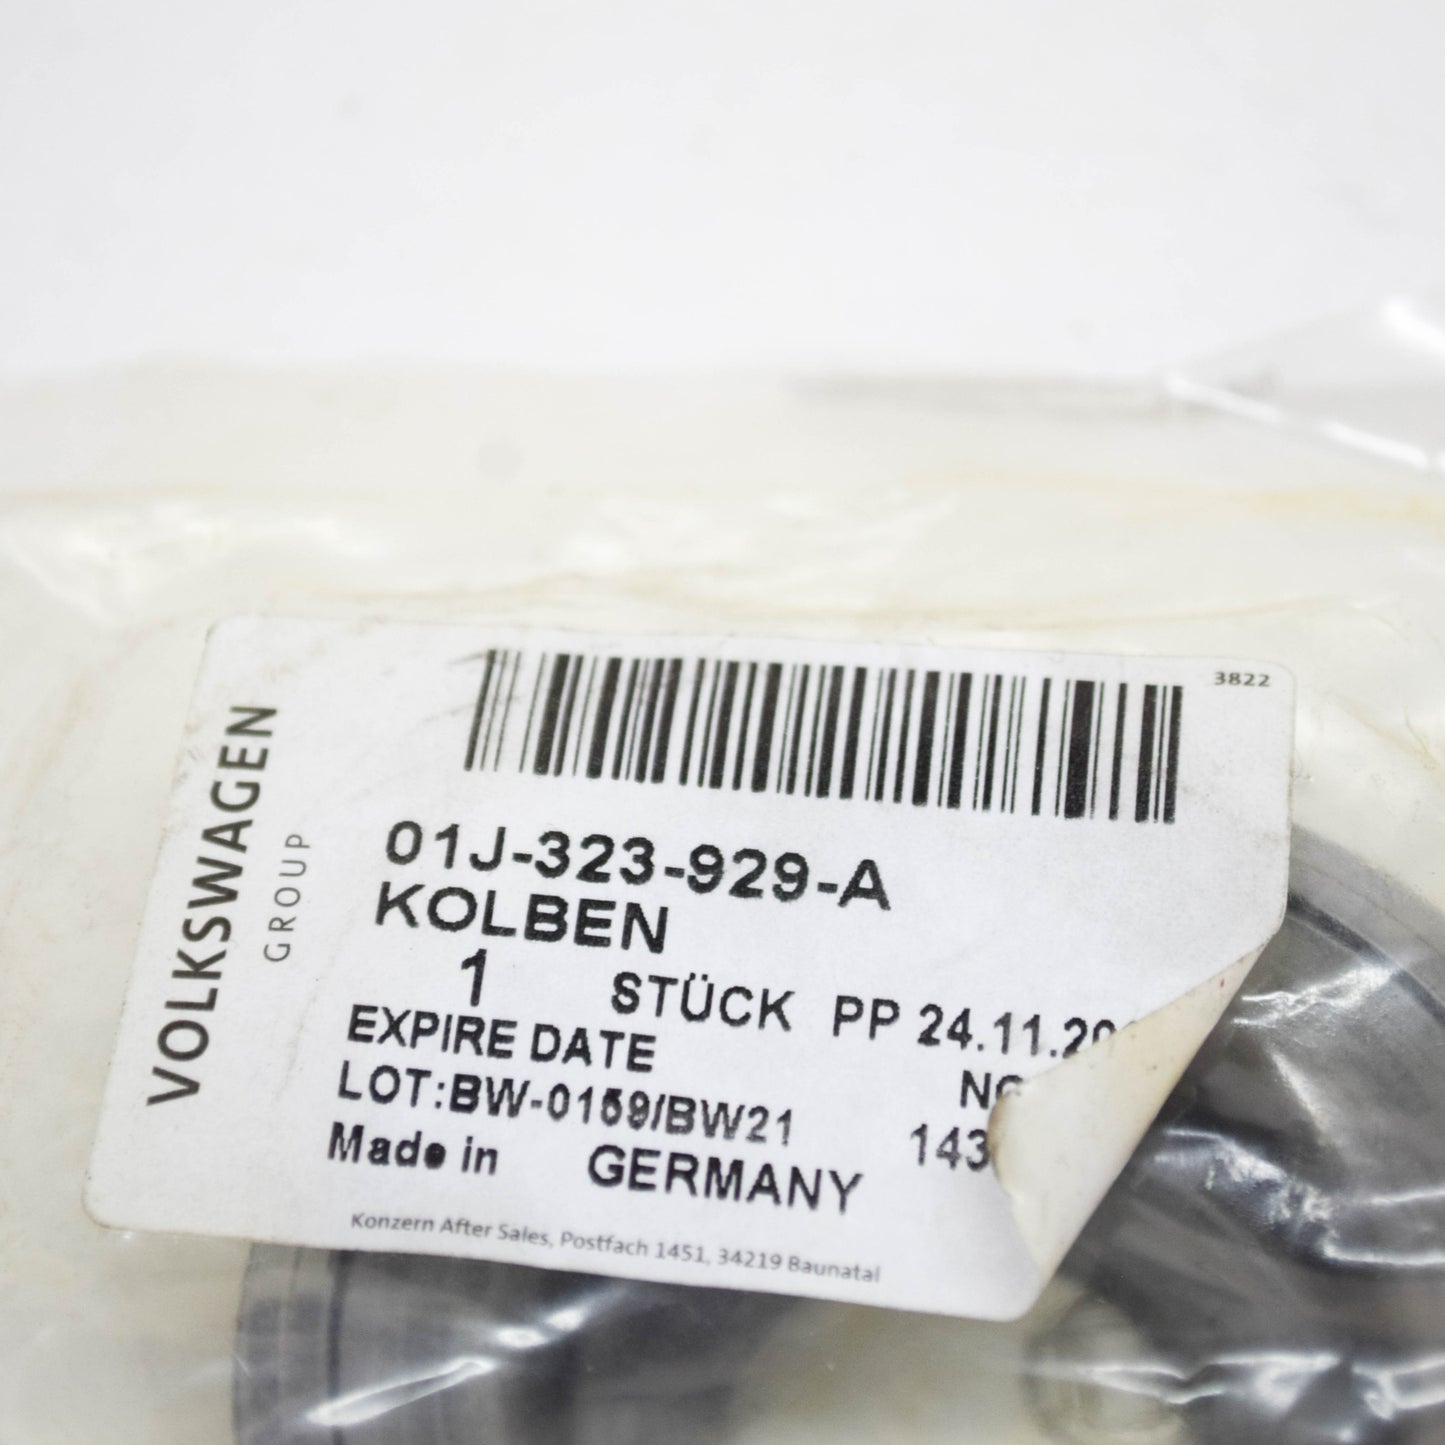 3822
VOLKSWAGEN
GROUP
01J-323-929-A
KOLBEN
1 STÜCK PP 24.11.20
EXPIRE DATE
LOT:BW-0159/BW21 143
Made in GERMANY
Konzern After Sales, Postfach 1451, 34219 Baunatal